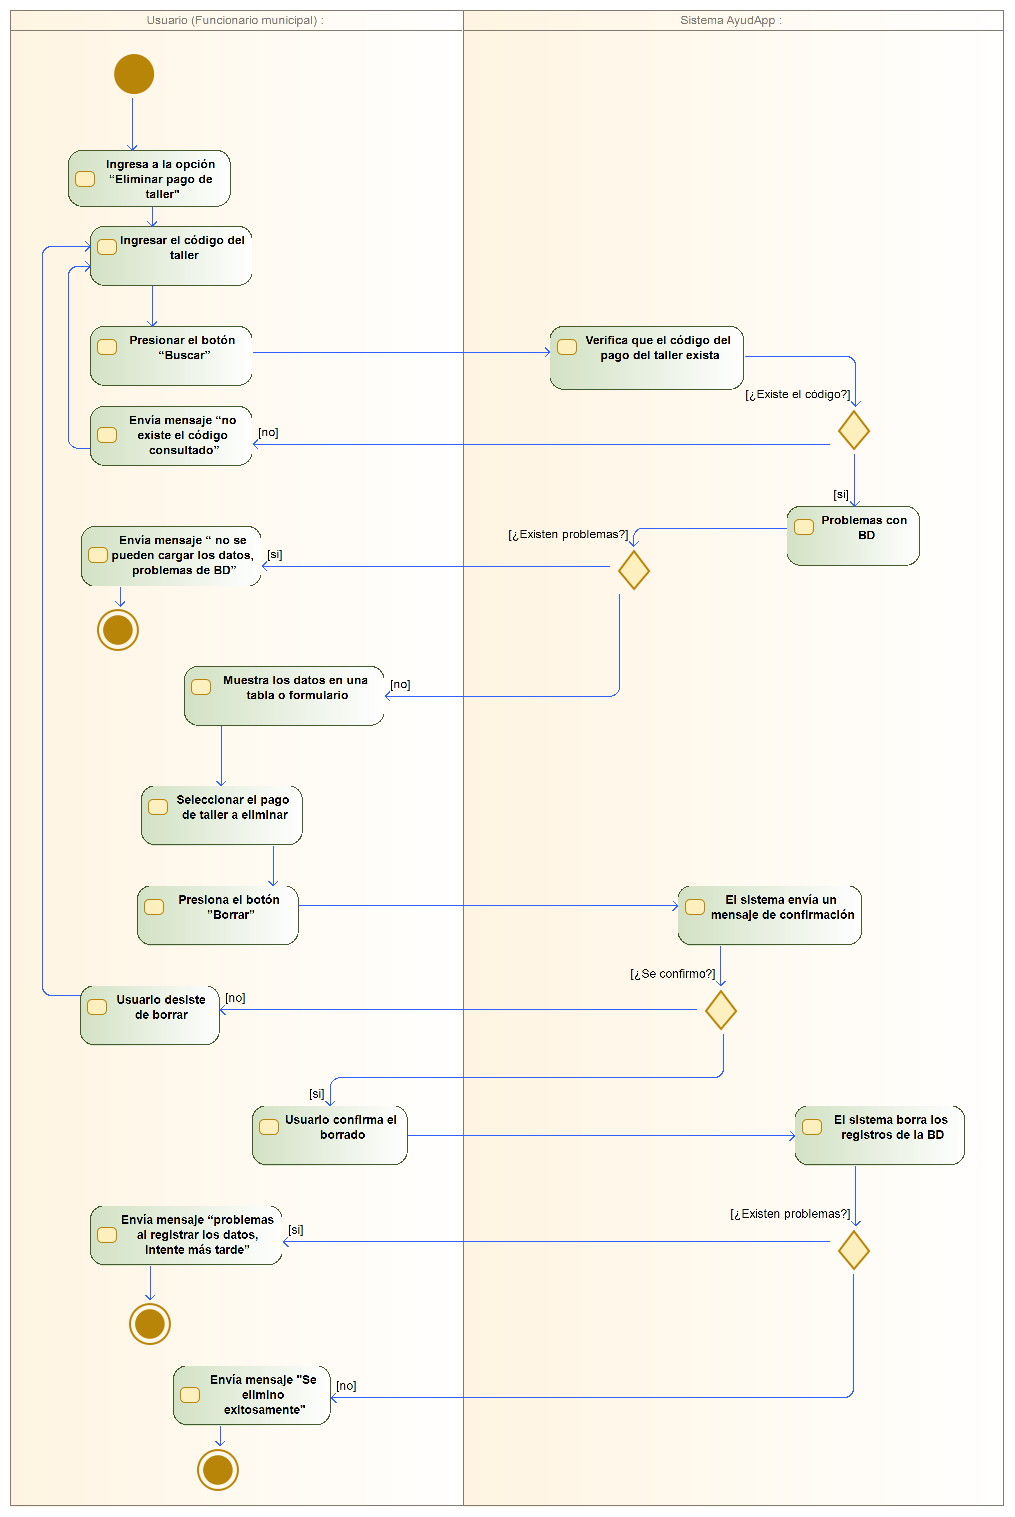 Usuario (Funcionario municipal) :
Sistema AyudApp :
Ingresa a la opción
“Eliminar pago de
taller"
Ingresar el código del
taller
Presionar el botón
“Buscar”
Verifica que el código del
pago del taller exista
[¿Existe el código?]
Envía mensaje “no
existe el código
consultado”
[no]
[si]
Problemas con
BD
[¿Existen problemas?]
Envía mensaje “ no se
pueden cargar los datos,
problemas de BD”
[si]
Muestra los datos en una
tabla o formulario
[no]
Seleccionar el pago
de taller a eliminar
Presiona el botón
”Borrar”
El sistema envía un
mensaje de confirmación
[¿Se confirmo?]
Usuario desiste
de borrar
[no]
[si]
Usuario confirma el
borrado
El sistema borra los
registros de la BD
[¿Existen problemas?]
Envía mensaje “problemas
al registrar los datos,
intente más tarde”
[si]
Envía mensaje "Se
elimino
exitosamente"
[no]